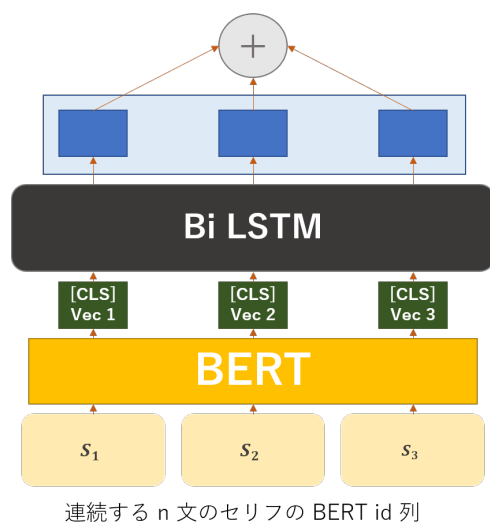 +
Bi LSTM
[CLS] Vec 1
[CLS] Vec 2
[CLS] Vec 3
BERT
S1
S2
S3
連続する n 文のセリフの BERT id 列